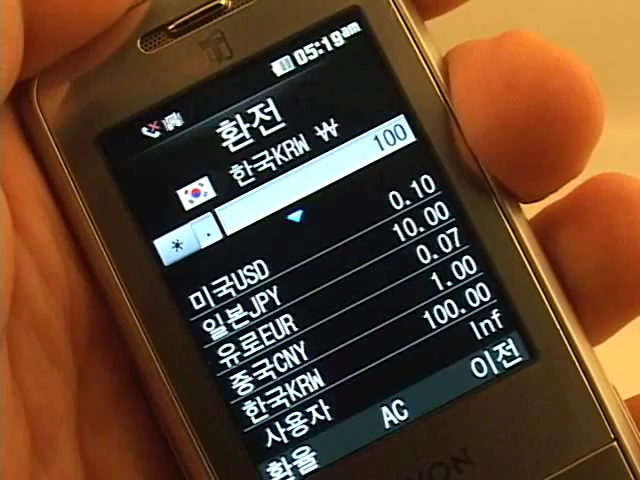 05:19am
환전
한국KRW ₩
100
* .
미국USD 0.10
일본JPY 10.00
유로EUR 0.07
중국CNY 1.00
한국KRW 100.00
사용자 Inf
환율 AC 이전